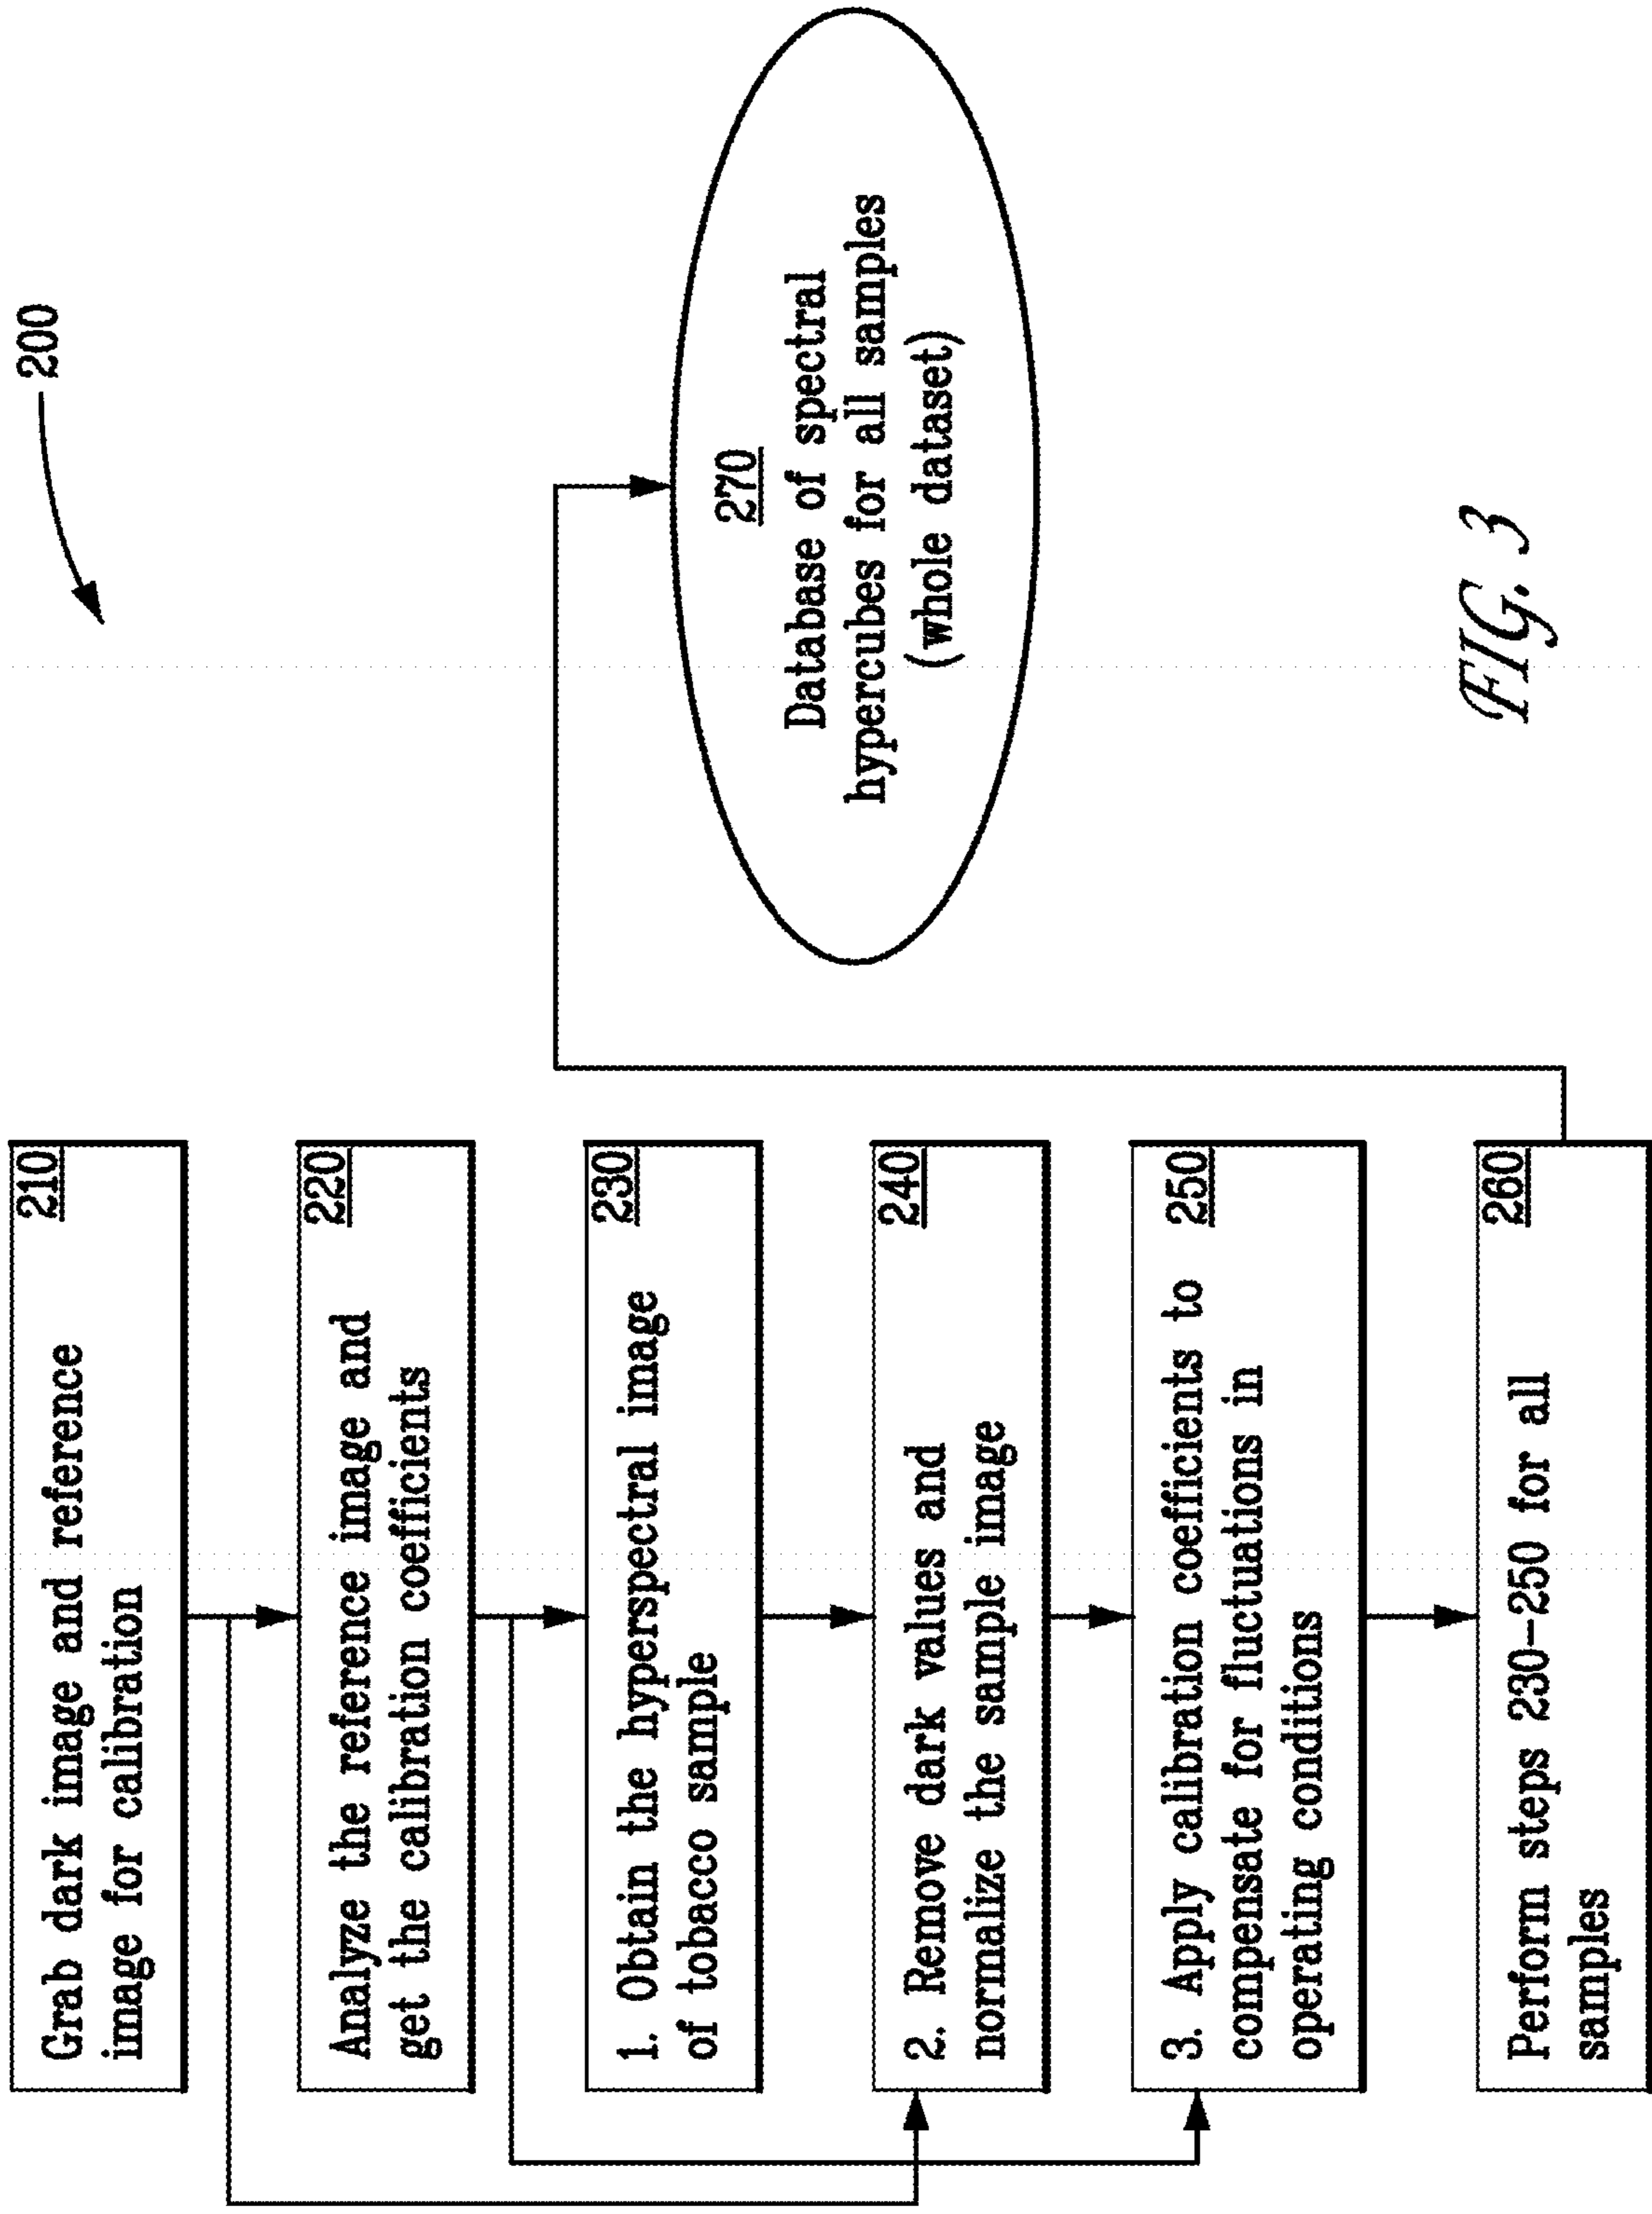 200
210
Grab dark image and reference
image for calibration
220
Analyze the reference image and
get the calibration coefficients
230
1. Obtain the hyperspectral image
of tobacco sample
240
2. Remove dark values and
normalize the sample image
250
3. Apply calibration coefficients to
compensate for fluctuations in
operating conditions
260
Perform steps 230-250 for all
samples
270
Database of spectral
hypercubes for all samples
(whole dataset)
FIG. 3